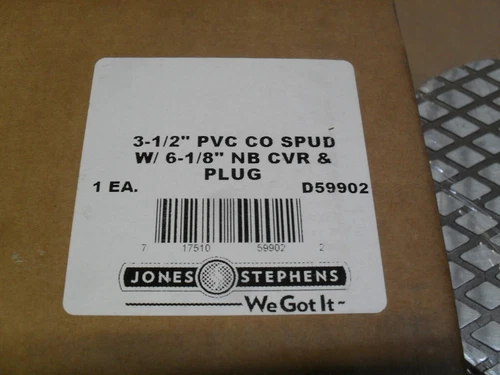 3-1/2" PVC CO SPUD
W/ 6-1/8" NB CVR &
PLUG
1 EA. D59902
7 17510 59902 2
JONES STEPHENS
We Got It~